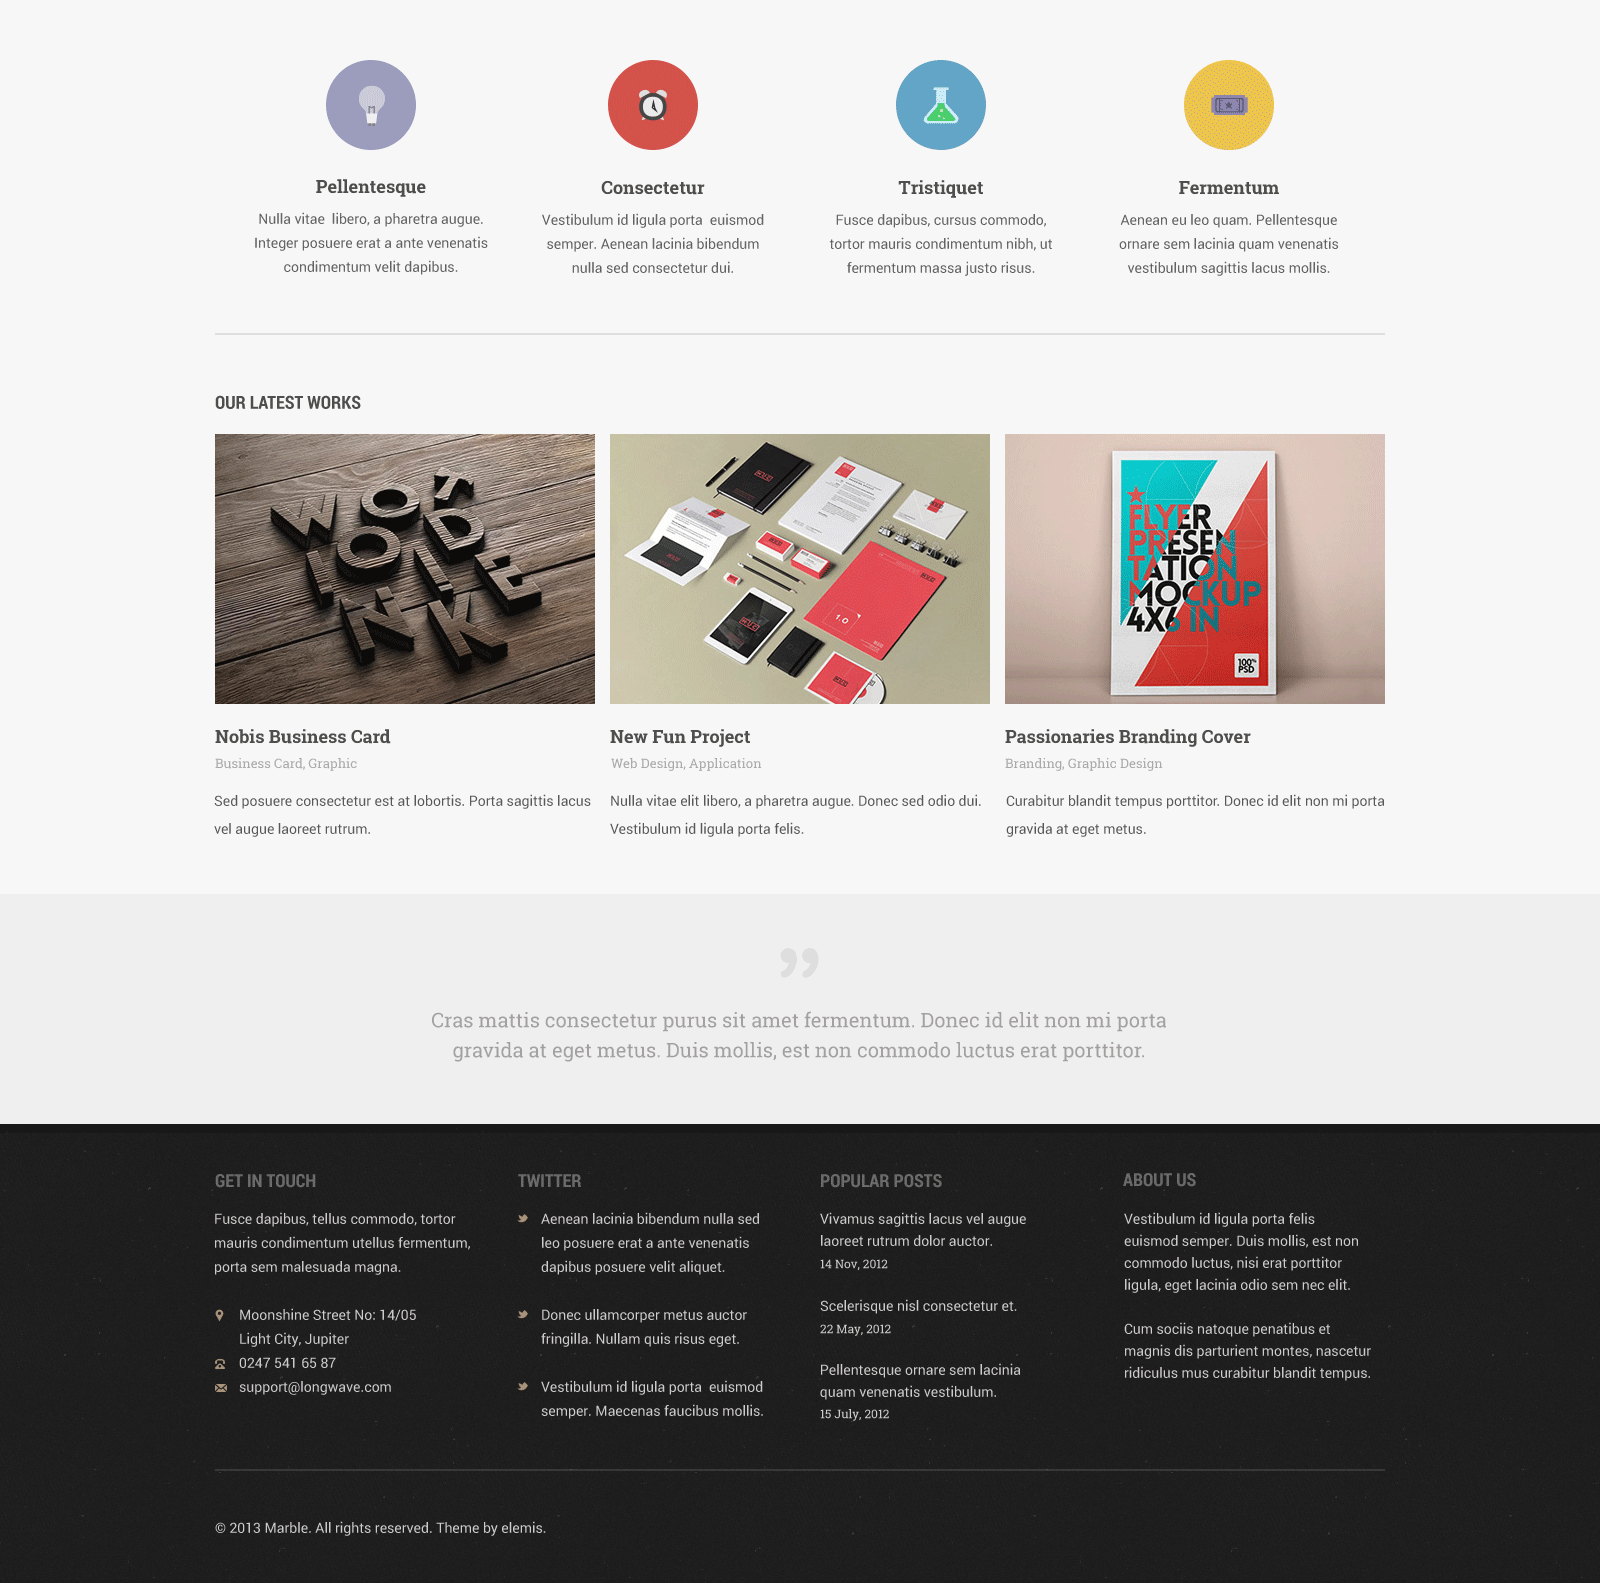 Pellentesque
Nulla vitae libero, a pharetra augue.
Integer posuere erat a ante venenatis
condimentum velit dapibus.
Consectetur
Vestibulum id ligula porta euismod
semper. Aenean lacinia bibendum
nulla sed consectetur dui.
Tristiquet
Fusce dapibus, cursus commodo,
tortor mauris condimentum nibh, ut
fermentum massa justo risus.
Fermentum
Aenean eu leo quam. Pellentesque
ornare sem lacinia quam venenatis
vestibulum sagittis lacus mollis.
OUR LATEST WORKS
FLYER
PRESEN
TATION
MOCKUP
4X6 IN
100%
PSD
Nobis Business Card
Business Card, Graphic
Sed posuere consectetur est at lobortis. Porta sagittis lacus
vel augue laoreet rutrum.
New Fun Project
Web Design, Application
Nulla vitae elit libero, a pharetra augue. Donec sed odio dui.
Vestibulum id ligula porta felis.
Passionaries Branding Cover
Branding, Graphic Design
Curabitur blandit tempus porttitor. Donec id elit non mi porta
gravida at eget metus.
”
Cras mattis consectetur purus sit amet fermentum. Donec id elit non mi porta
gravida at eget metus. Duis mollis, est non commodo luctus erat porttitor.
GET IN TOUCH
Fusce dapibus, tellus commodo, tortor
mauris condimentum utellus fermentum,
porta sem malesuada magna.
Moonshine Street No: 14/05
Light City, Jupiter
0247 541 65 87
support@longwave.com
TWITTER
Aenean lacinia bibendum nulla sed
leo posuere erat a ante venenatis
dapibus posuere velit aliquet.
Donec ullamcorper metus auctor
fringilla. Nullam quis risus eget.
Vestibulum id ligula porta euismod
semper. Maecenas faucibus mollis.
POPULAR POSTS
Vivamus sagittis lacus vel augue
laoreet rutrum dolor auctor.
14 Nov, 2012
Scelerisque nisl consectetur et.
22 May, 2012
Pellentesque ornare sem lacinia
quam venenatis vestibulum.
15 July, 2012
ABOUT US
Vestibulum id ligula porta felis
euismod semper. Duis mollis, est non
commodo luctus, nisi erat porttitor
ligula, eget lacinia odio sem nec elit.
Cum sociis natoque penatibus et
magnis dis parturient montes, nascetur
ridiculus mus curabitur blandit tempus.
© 2013 Marble. All rights reserved. Theme by elemis.